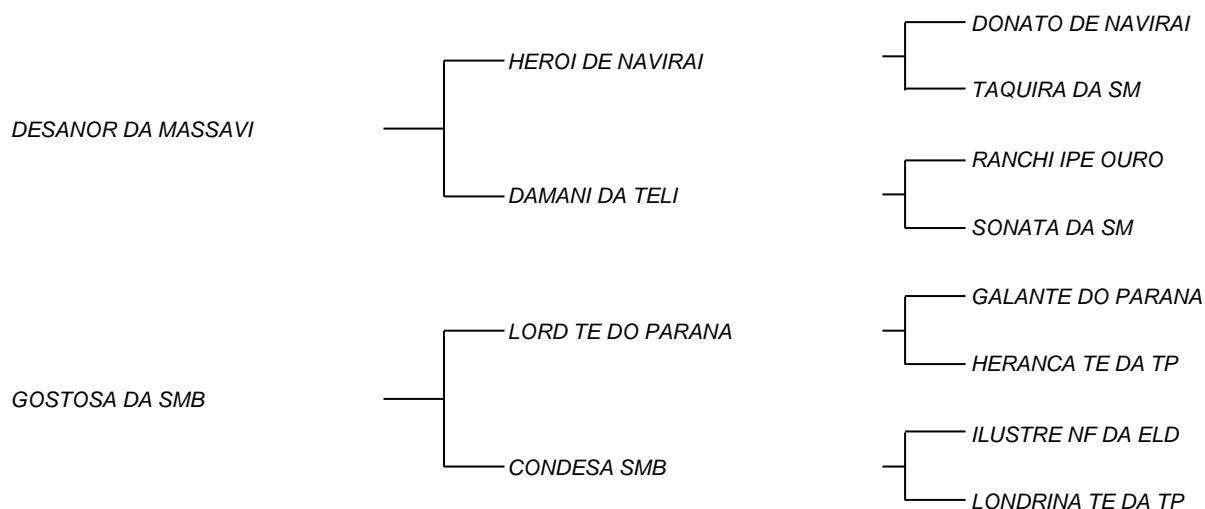 DONATO DE NAVIRAI
HEROI DE NAVIRAI
TAQUIRA DA SM
DESANOR DA MASSAVI
RANCHI IPE OURO
DAMANI DA TELI
SONATA DA SM
GALANTE DO PARANA
LORD TE DO PARANA
HERANCA TE DA TP
GOSTOSA DA SMB
ILUSTRE NF DA ELD
CONDESA SMB
LONDRINA TE DA TP